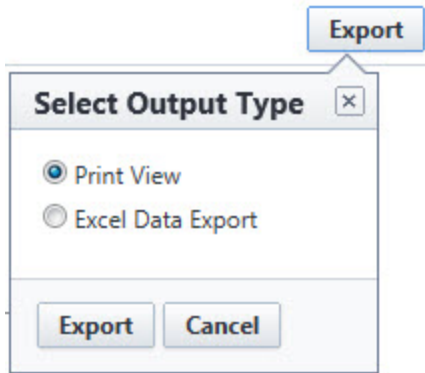 Export
Select Output Type
Print View
Excel Data Export
Export Cancel